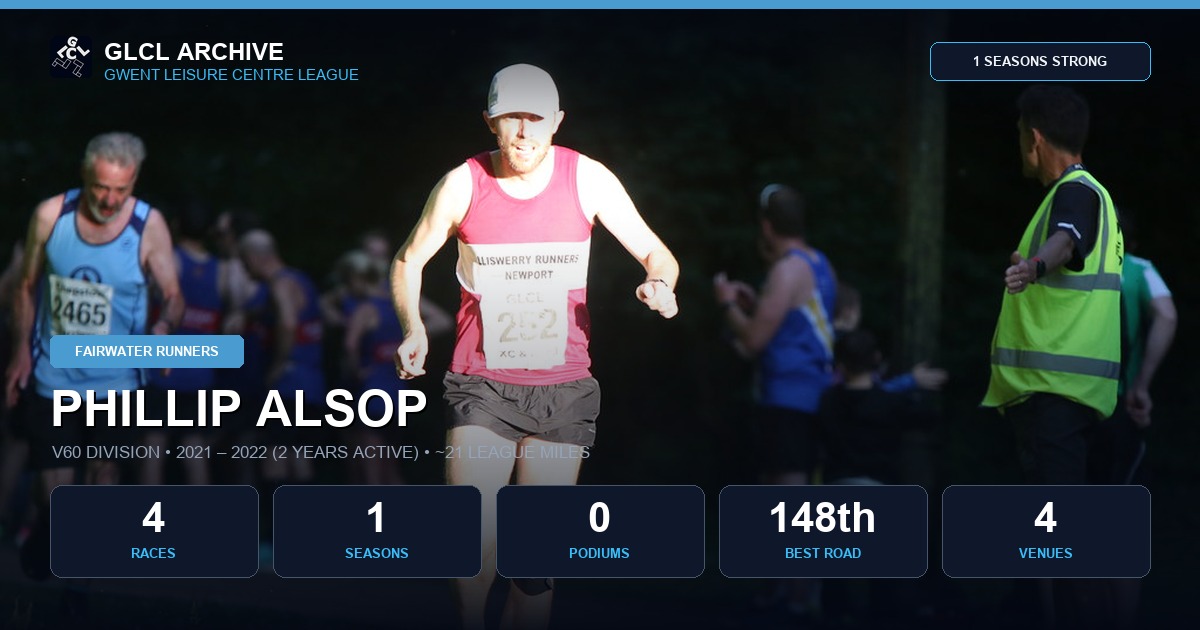 GLCL ARCHIVE
GWENT LEISURE CENTRE LEAGUE
1 SEASONS STRONG
LLISWERRY RUNNERS
NEWPORT
GLCL
252
XC &
2465
FAIRWATER RUNNERS
PHILLIP ALSOP
V60 DIVISION • 2021 – 2022 (2 YEARS ACTIVE) • ~21 LEAGUE MILES
4
RACES
1
SEASONS
0
PODIUMS
148th
BEST ROAD
4
VENUES